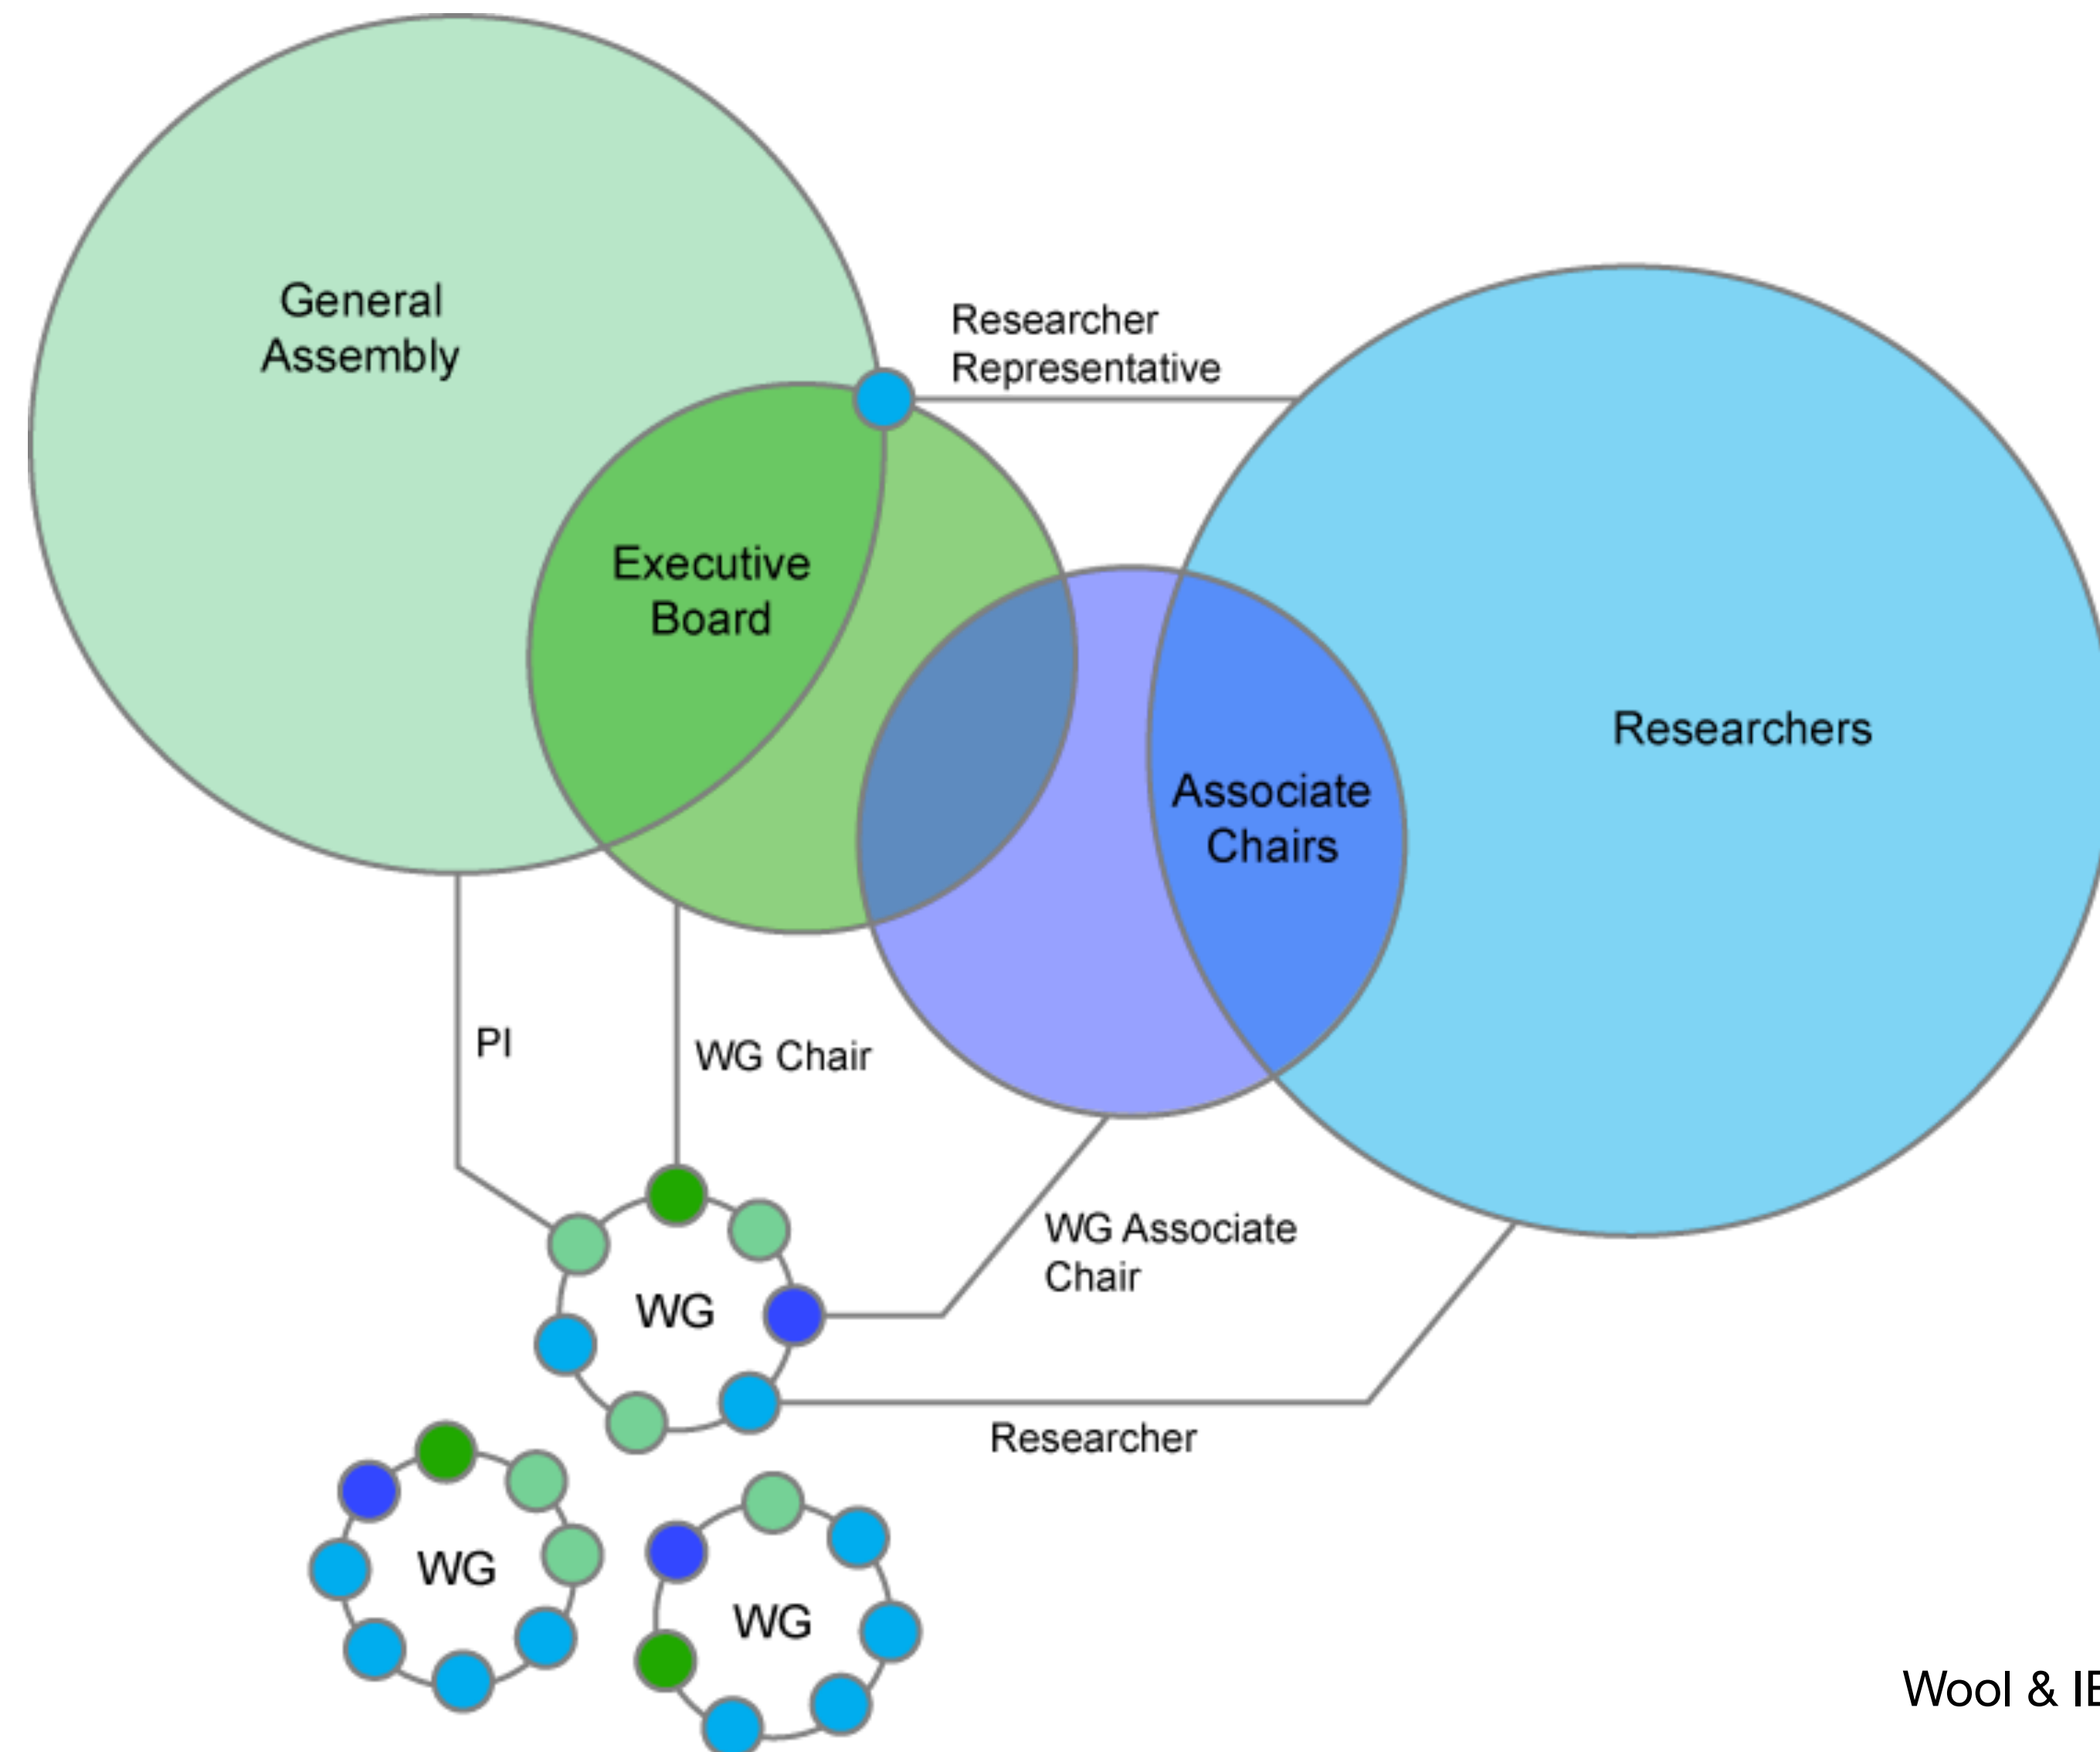 General
Assembly
Researcher
Representative
Executive
Board
Researchers
Associate
Chairs
PI
WG Chair
WG Associate
Chair
WG
Researcher
WG
WG
Wool &